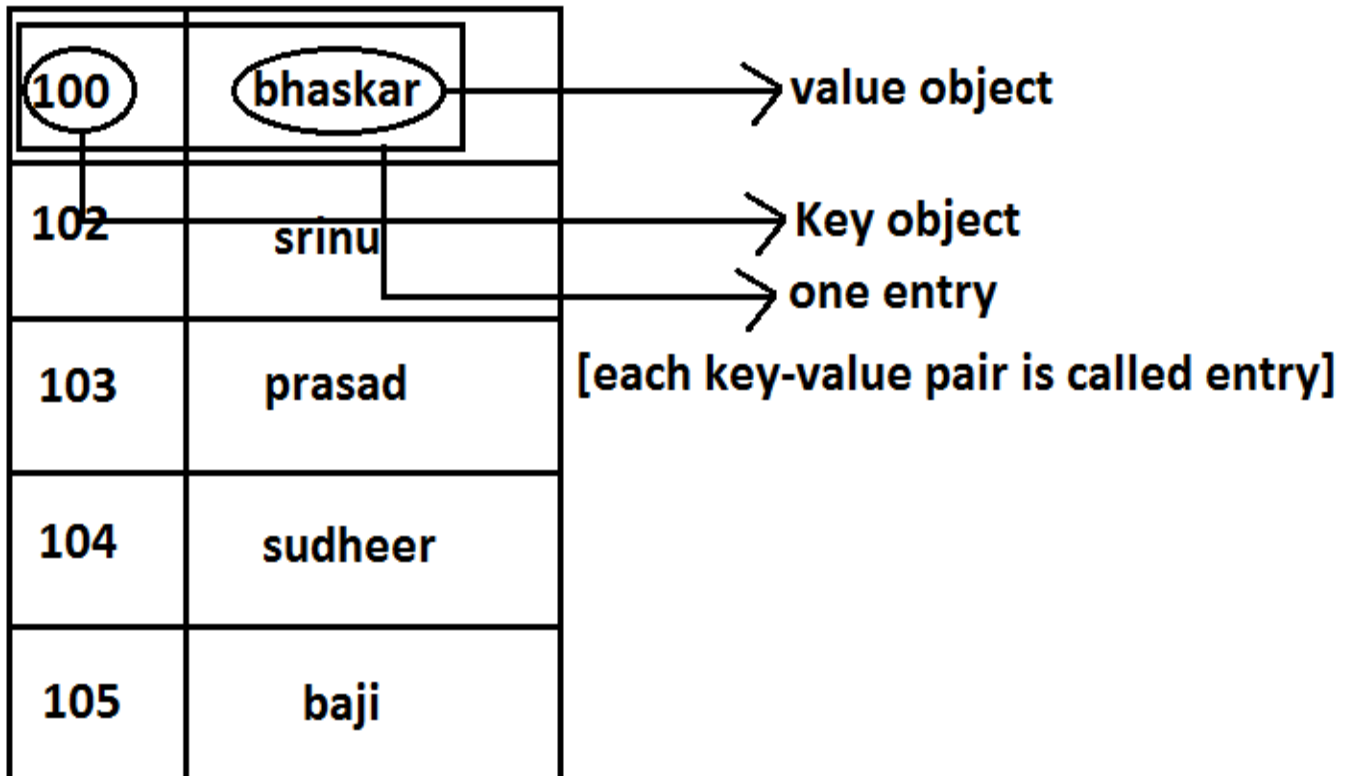 100 bhaskar value object
102 srinu Key object
one entry
103 prasad [each key-value pair is called entry]
104 sudheer
105 baji